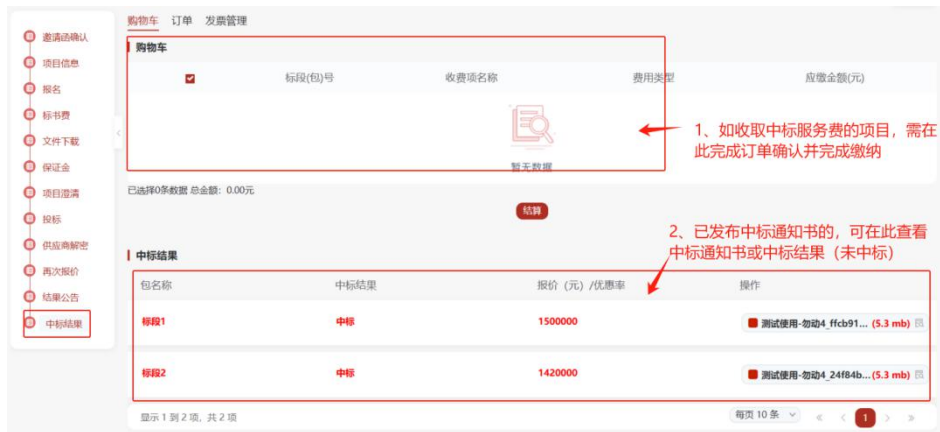 邀请函确认
项目信息
报名
标书费
文件下载
保证金
项目澄清
投标
供应商解密
再次报价
结果公告
中标结果
购物车 订单 发票管理
购物车
标段(包)号 收费项名称 费用类型 应缴金额(元)
暂无数据
1、如收取中标服务费的项目，需在
此完成订单确认并完成缴纳
已选择0条数据 总金额：0.00元
结算
2、已发布中标通知书的，可在此查看
中标通知书或中标结果（未中标）
中标结果
包名称 中标结果 报价（元）/优惠率 操作
标段1 中标 1500000 测试使用-勿动4_ffcb91... (5.3 mb)
标段2 中标 1420000 测试使用-勿动4_24f84b... (5.3 mb)
显示 1 到 2 项，共 2 项 每页 10 条 1